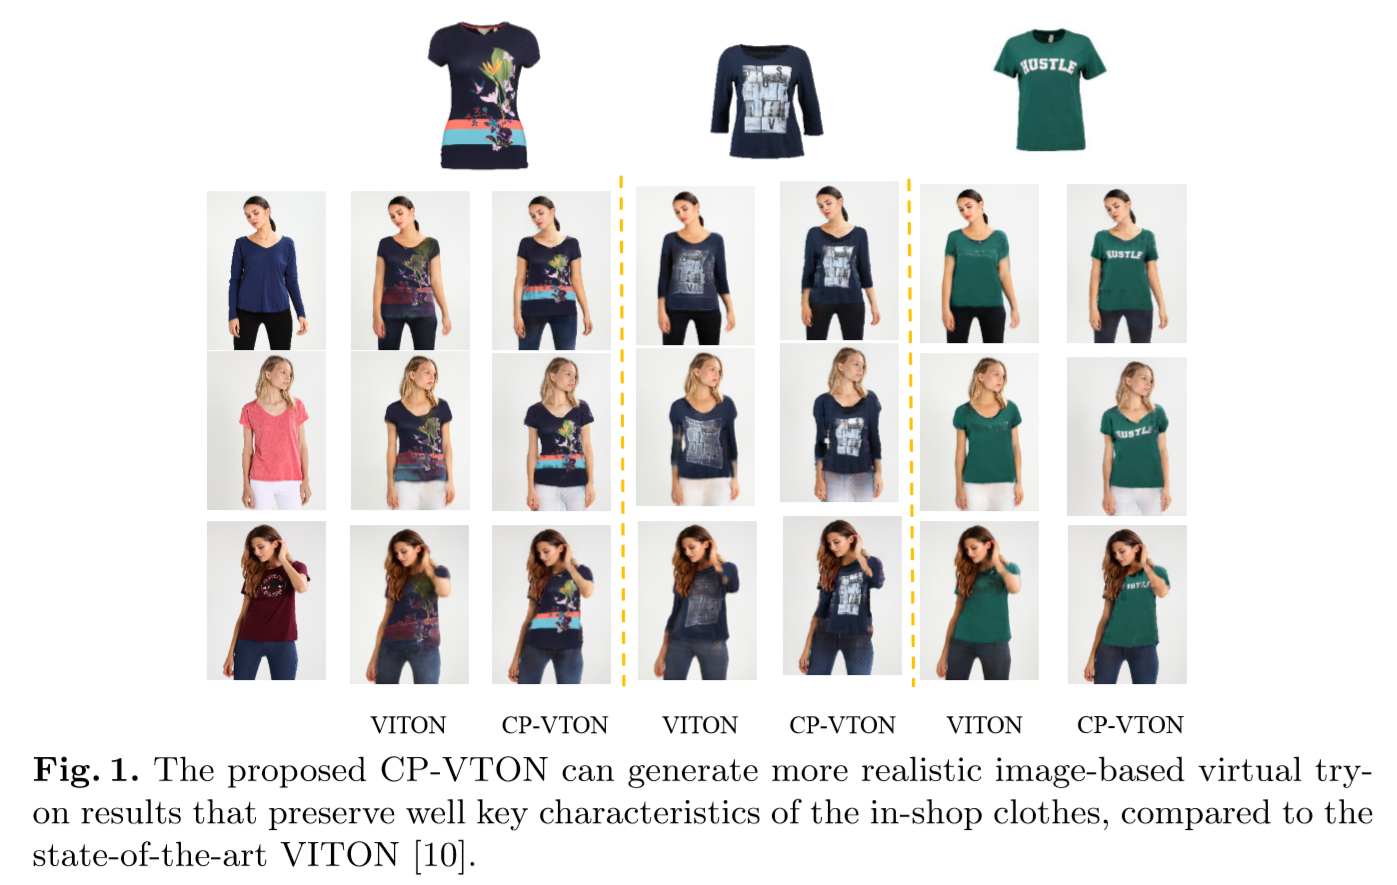 HUSTLE
HUSTLE
HUSTLE
VITON CP-VTON VITON CP-VTON VITON CP-VTON
Fig. 1. The proposed CP-VTON can generate more realistic image-based virtual try-
on results that preserve well key characteristics of the in-shop clothes, compared to the
state-of-the-art VITON [10].